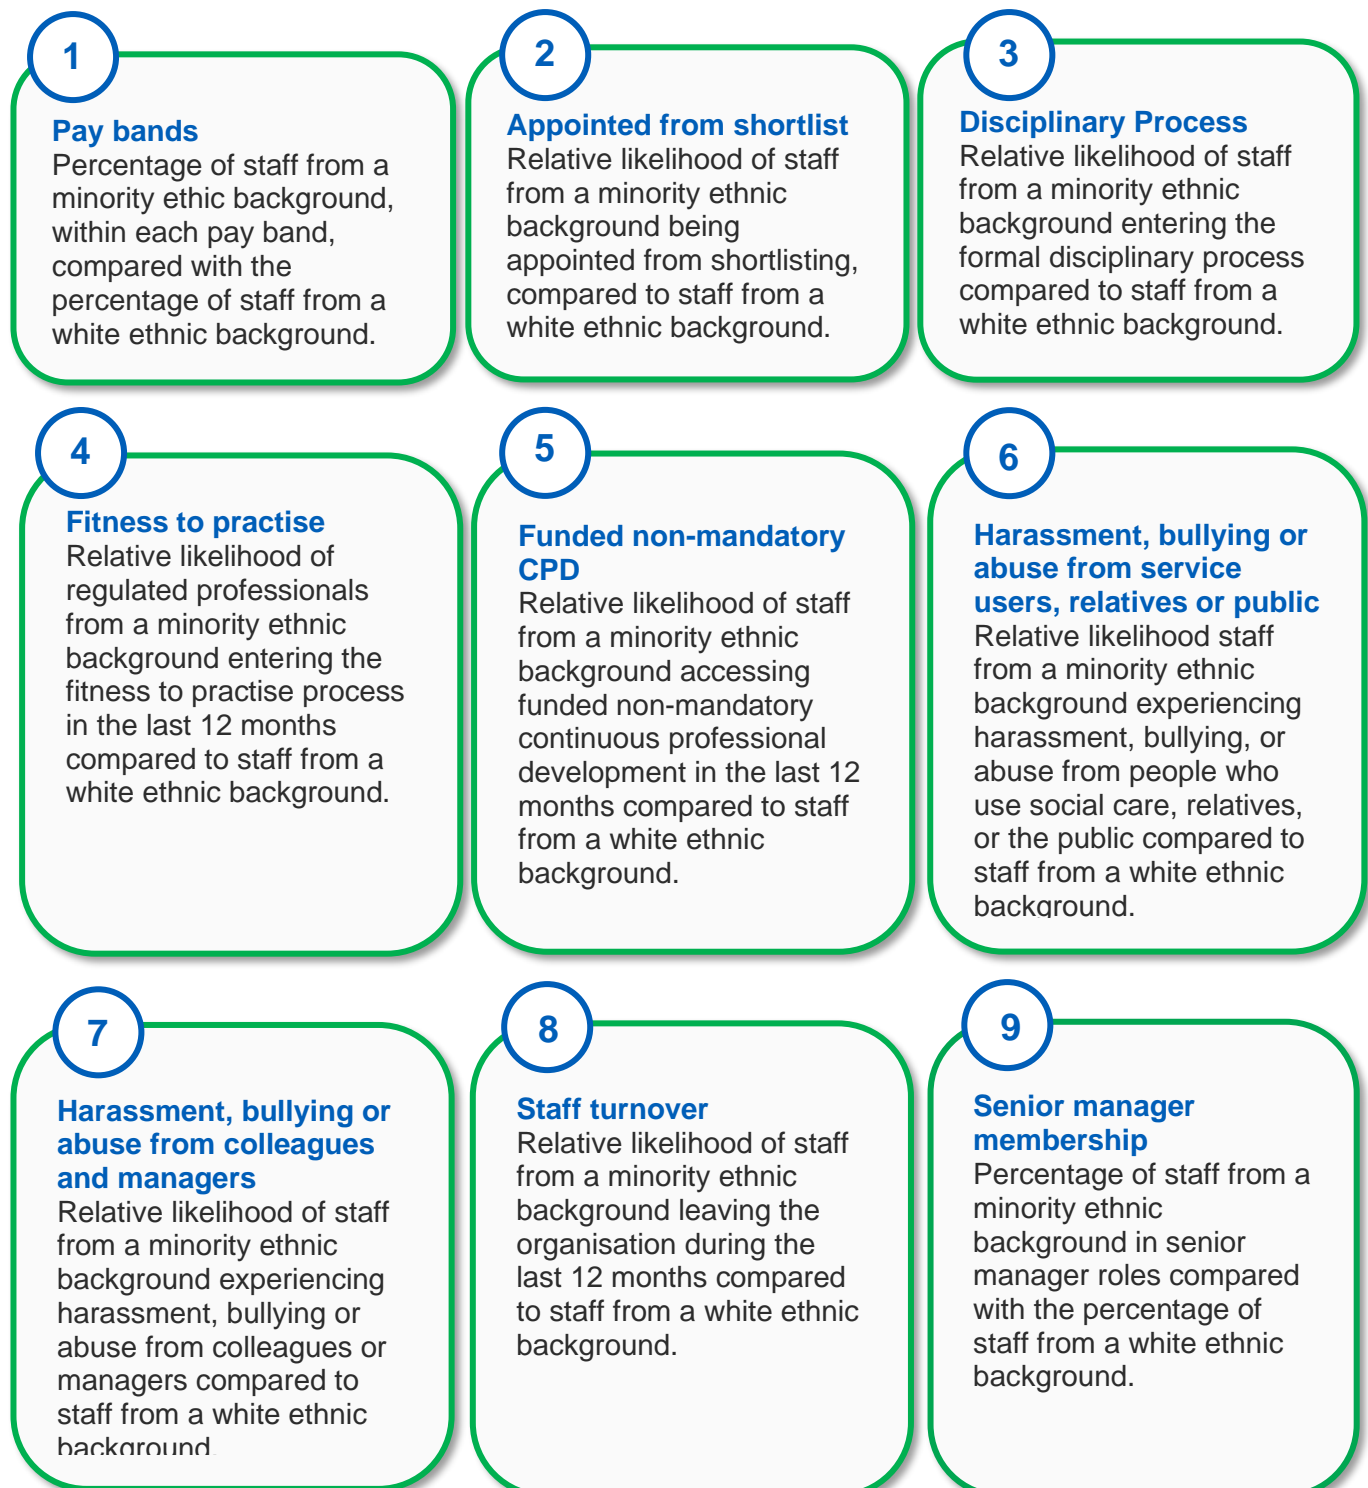 1
Pay bands
Percentage of staff from a
minority ethic background,
within each pay band,
compared with the
percentage of staff from a
white ethnic background.
2
Appointed from shortlist
Relative likelihood of staff
from a minority ethnic
background being
appointed from shortlisting,
compared to staff from a
white ethnic background.
3
Disciplinary Process
Relative likelihood of staff
from a minority ethnic
background entering the
formal disciplinary process
compared to staff from a
white ethnic background.
4
Fitness to practise
Relative likelihood of
regulated professionals
from a minority ethnic
background entering the
fitness to practise process
in the last 12 months
compared to staff from a
white ethnic background.
5
Funded non-mandatory
CPD
Relative likelihood of staff
from a minority ethnic
background accessing
funded non-mandatory
continuous professional
development in the last 12
months compared to staff
from a white ethnic
background.
6
Harassment, bullying or
abuse from service
users, relatives or public
Relative likelihood staff
from a minority ethnic
background experiencing
harassment, bullying, or
abuse from people who
use social care, relatives,
or the public compared to
staff from a white ethnic
background.
7
Harassment, bullying or
abuse from colleagues
and managers
Relative likelihood of staff
from a minority ethnic
background experiencing
harassment, bullying or
abuse from colleagues or
managers compared to
staff from a white ethnic
background.
8
Staff turnover
Relative likelihood of staff
from a minority ethnic
background leaving the
organisation during the
last 12 months compared
to staff from a white ethnic
background.
9
Senior manager
membership
Percentage of staff from a
minority ethnic
background in senior
manager roles compared
with the percentage of
staff from a white ethnic
background.